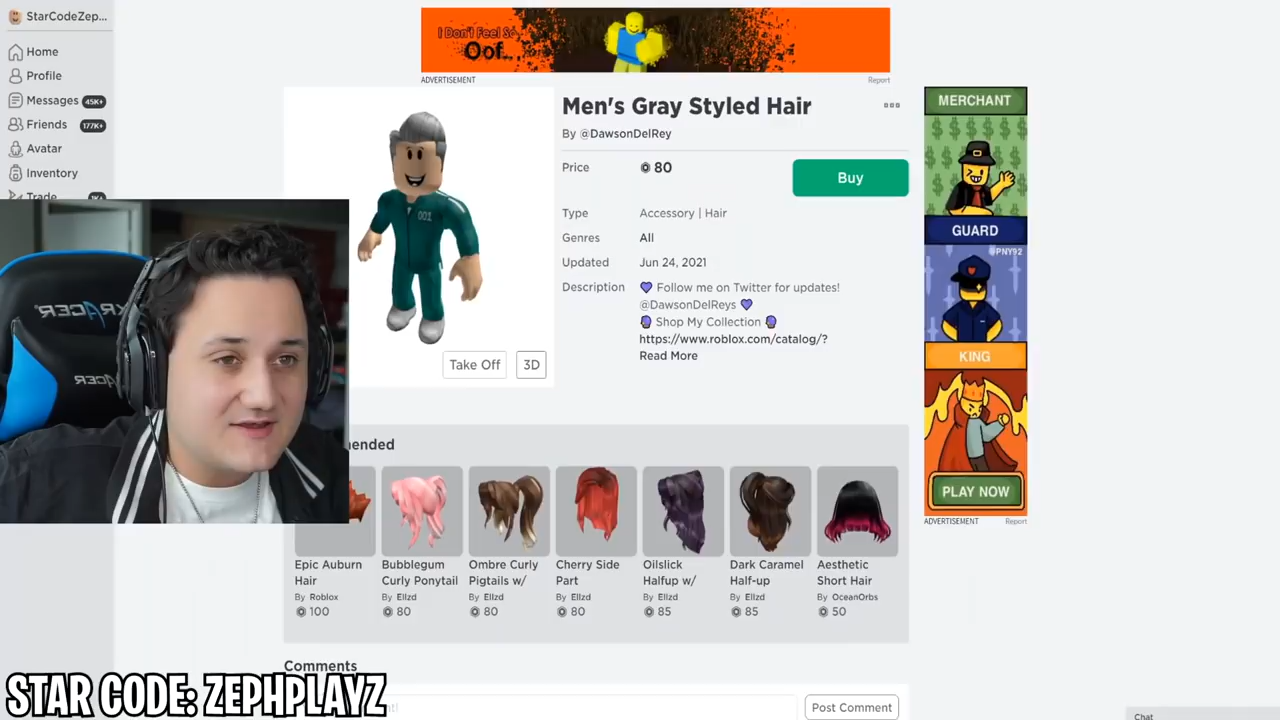 StarCodeZep...
Home
Profile
Messages 45K+
Friends 177K+
Avatar
Inventory
Trade
I Don't Feel So
Oof...
ADVERTISEMENT
Report
001
Take Off
3D
Men's Gray Styled Hair
By @DawsonDelRey
Price 80
Buy
Type Accessory | Hair
Genres All
Updated Jun 24, 2021
Description 💜 Follow me on Twitter for updates!
@DawsonDelReys 💜
🔮 Shop My Collection 🔮
https://www.roblox.com/catalog/?
Read More
MERCHANT
GUARD
@PNY92
KING
PLAY NOW
ADVERTISEMENT
Report
ACER
Epic Auburn
Hair
By Roblox
100
Bubblegum
Curly Ponytail
By Ellzd
80
Ombre Curly
Pigtails w/
By Ellzd
80
Cherry Side
Part
By Ellzd
80
Oilslick
Halfup w/
By Ellzd
85
Dark Caramel
Half-up
By Ellzd
85
Aesthetic
Short Hair
By OceanOrbs
50
Comments
Post Comment
Chat
STAR CODE: ZEPHPLAYZ